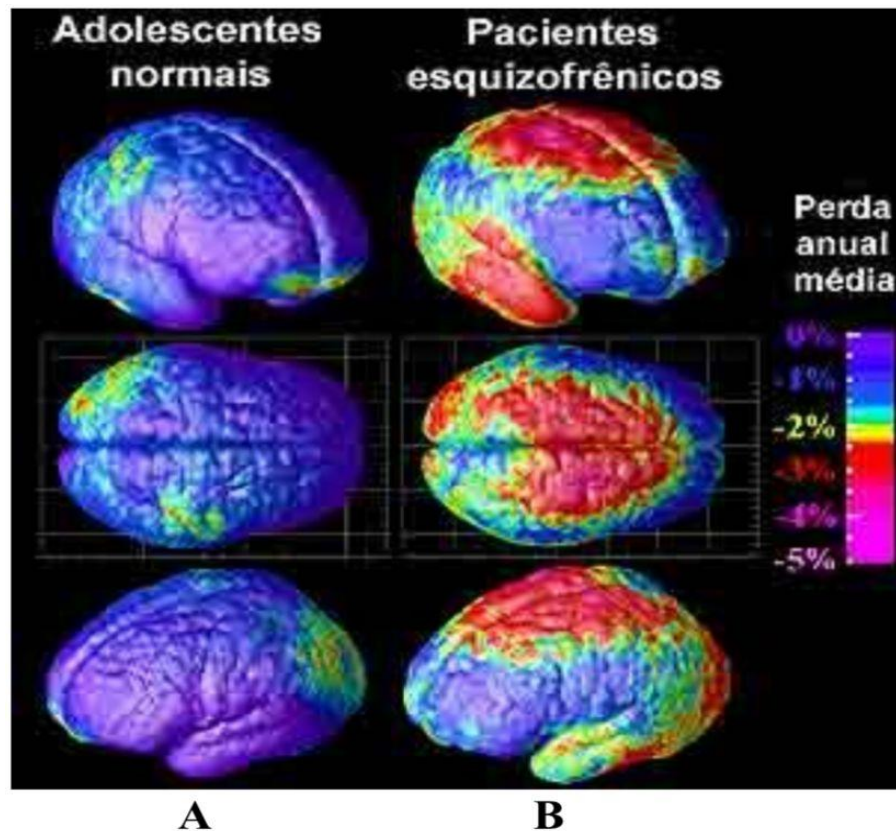 Adolescentes
normais
Pacientes
esquizofrênicos
Perda
anual
média
0%
-1%
-2%
-3%
-4%
-5%
A
B